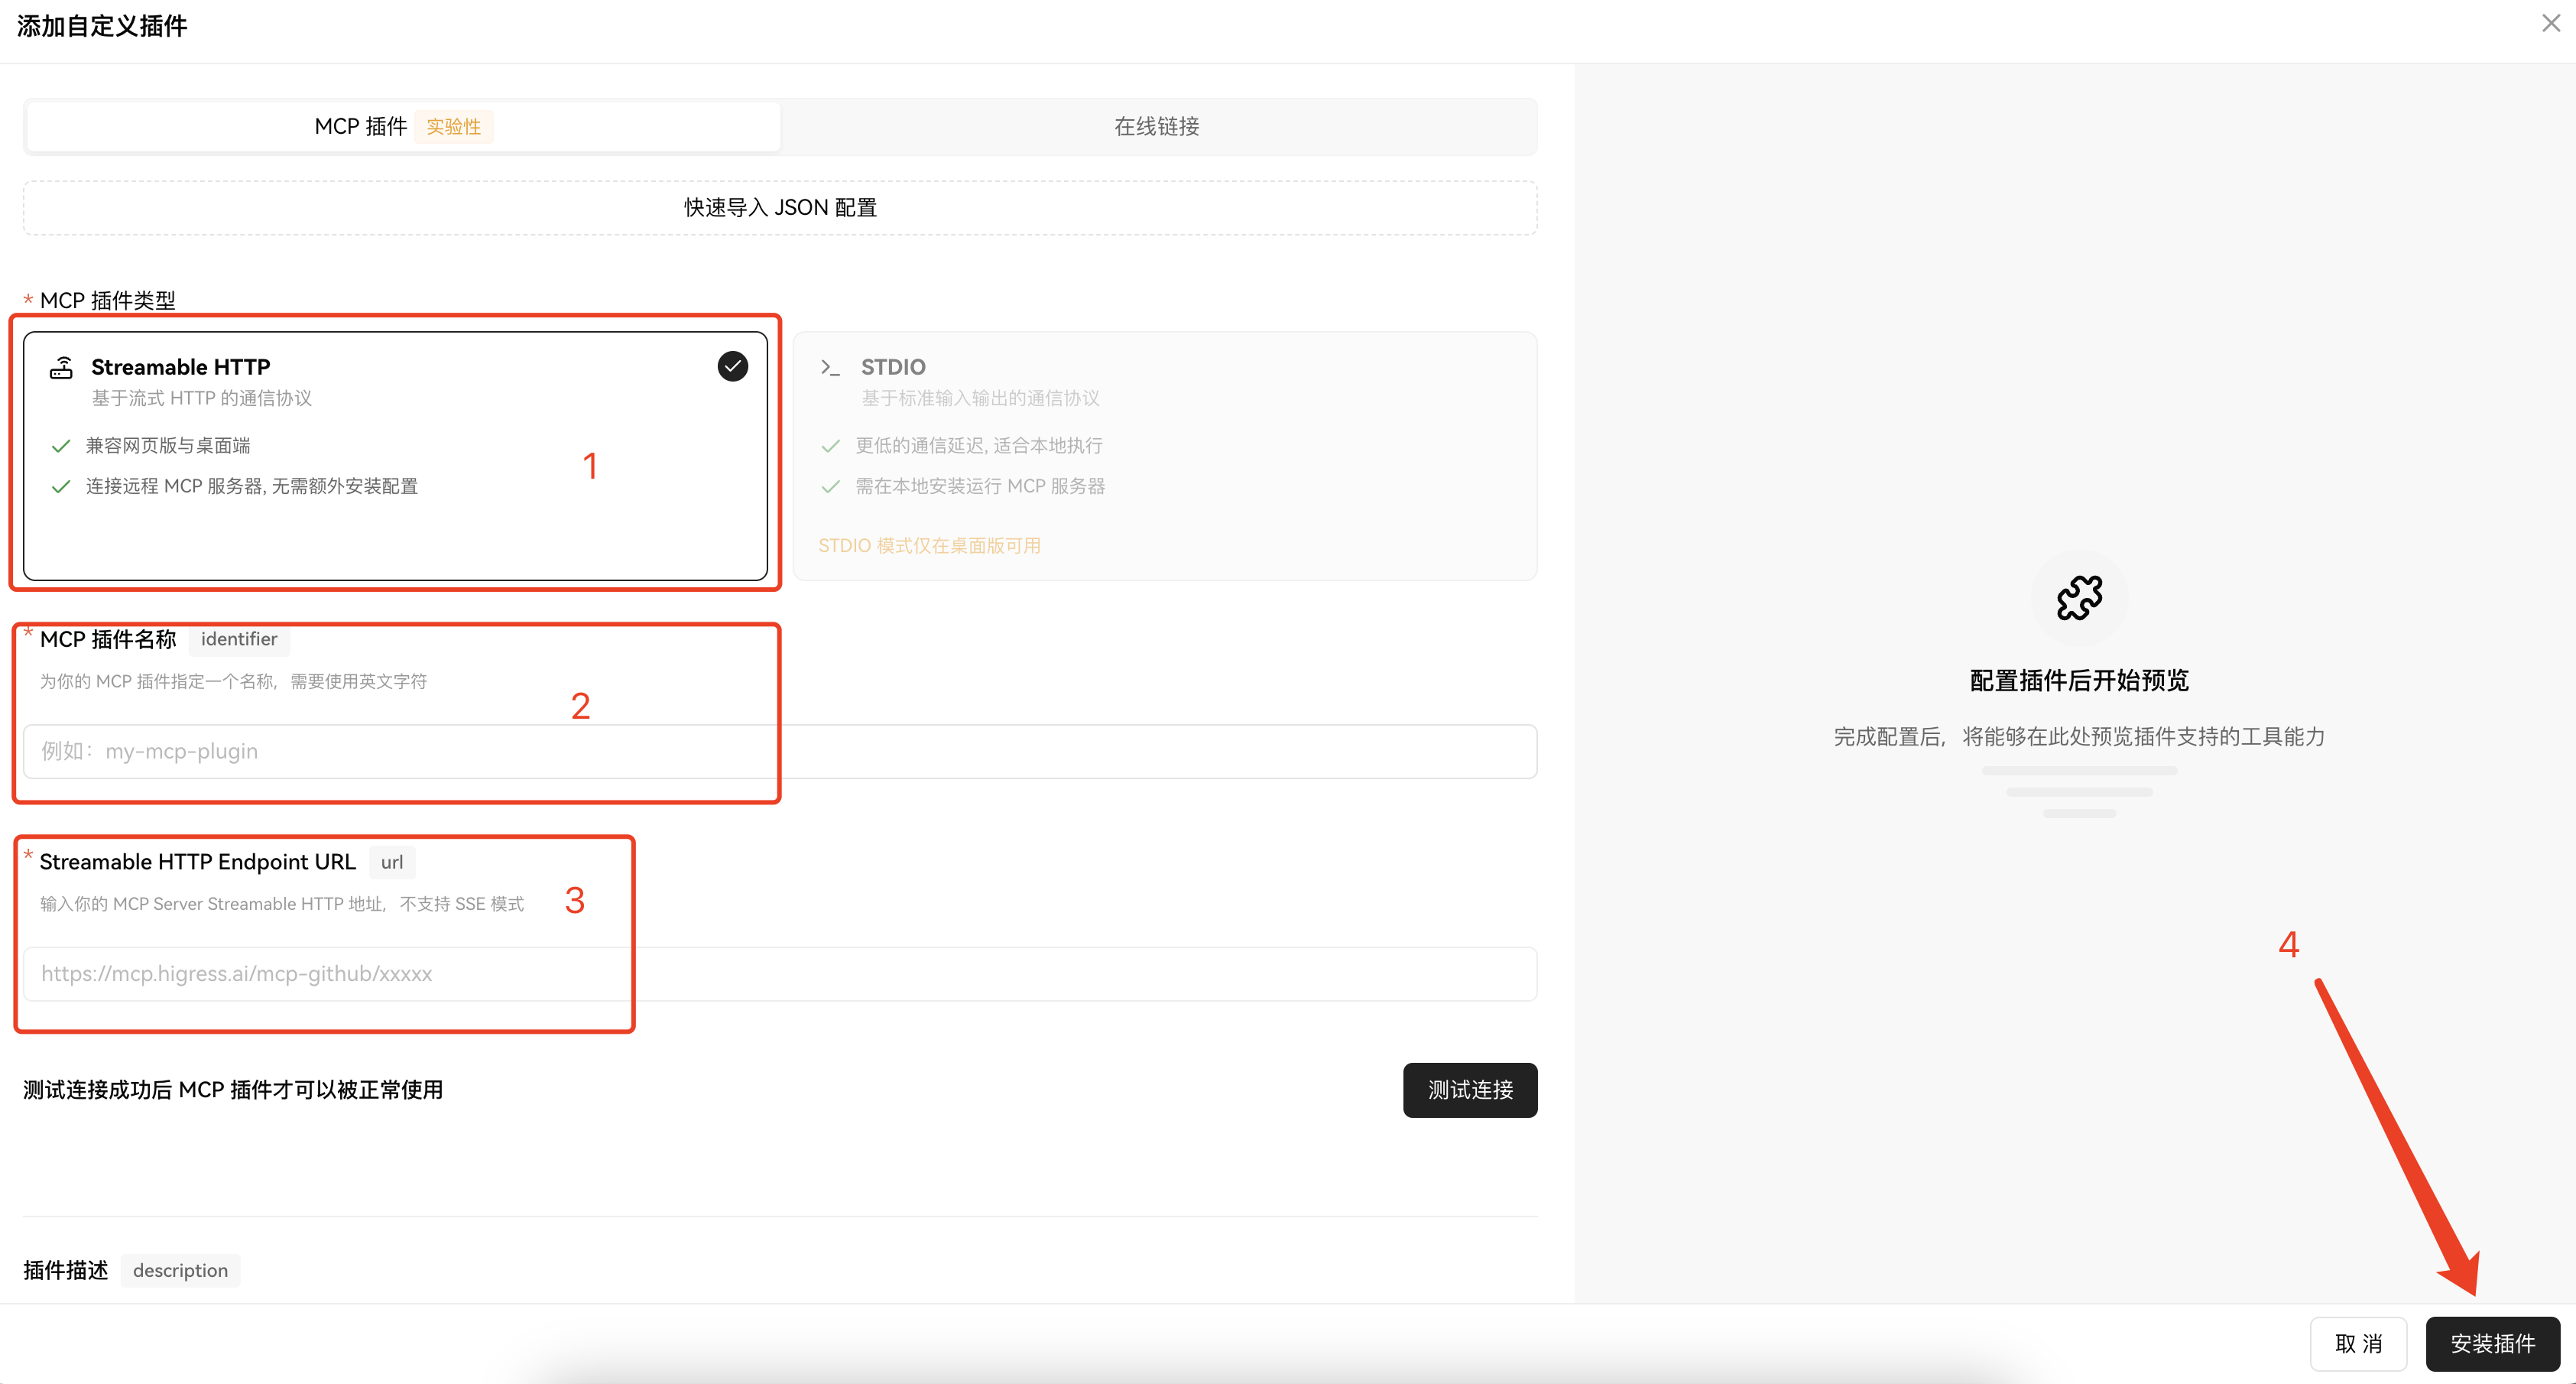 添加自定义插件
MCP 插件 实验性
在线链接
快速导入 JSON 配置
* MCP 插件类型
Streamable HTTP
基于流式 HTTP 的通信协议
兼容网页版与桌面端
连接远程 MCP 服务器, 无需额外安装配置
1
STDIO
基于标准输入输出的通信协议
更低的通信延迟, 适合本地执行
需在本地安装运行 MCP 服务器
STDIO 模式仅在桌面版可用
* MCP 插件名称 identifier
为你的 MCP 插件指定一个名称，需要使用英文字符
2
例如：my-mcp-plugin
* Streamable HTTP Endpoint URL url
输入你的 MCP Server Streamable HTTP 地址，不支持 SSE 模式
3
https://mcp.higress.ai/mcp-github/xxxxx
测试连接成功后 MCP 插件才可以被正常使用
测试连接
插件描述 description
配置插件后开始预览
完成配置后，将能够在此处预览插件支持的工具能力
4
取 消
安装插件